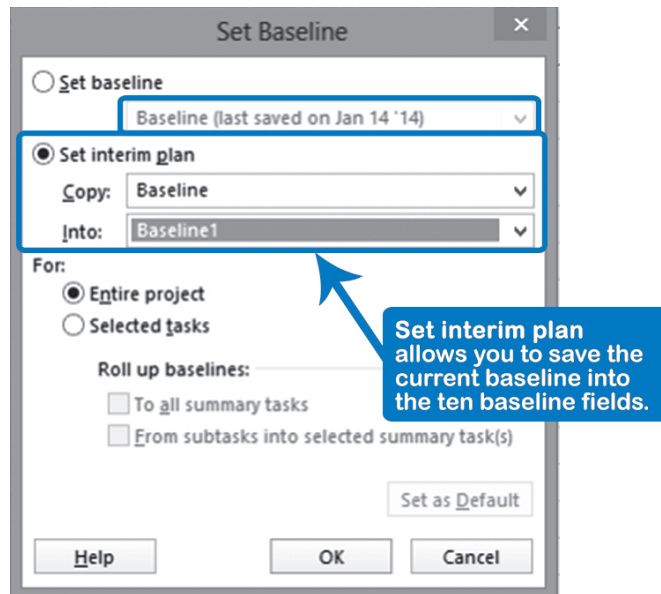 Set Baseline
Set baseline
Baseline (last saved on Jan 14 '14)
Set interim plan
Copy: Baseline
Into: Baseline1
For:
Entire project
Selected tasks
Roll up baselines:
To all summary tasks
From subtasks into selected summary task(s)
Set interim plan
allows you to save the
current baseline into
the ten baseline fields.
Set as Default
Help OK Cancel